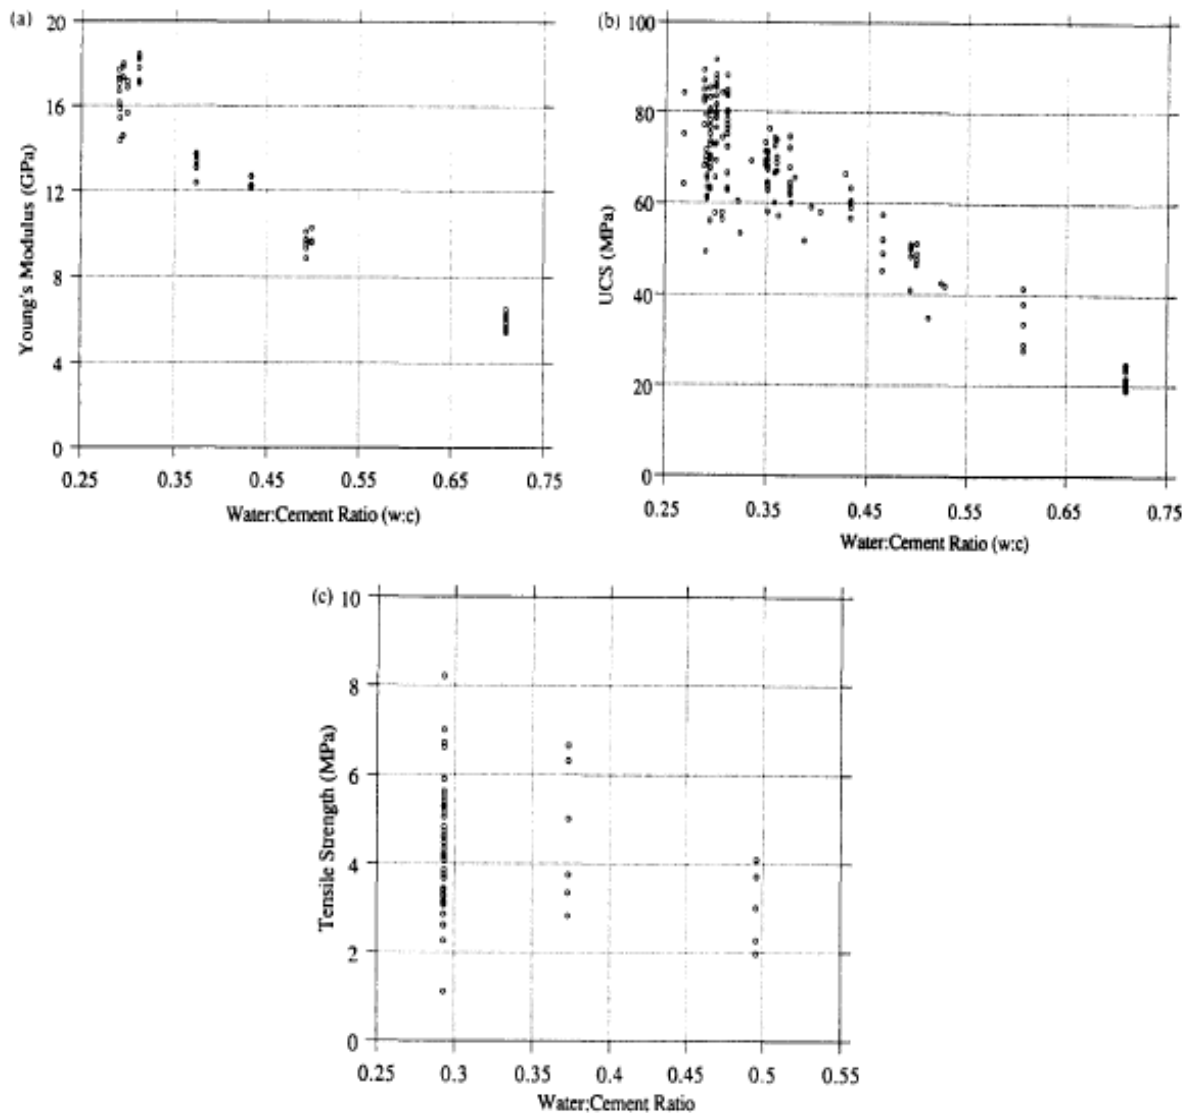 (a) 20
16
12
8
4
0
Young's Modulus (GPa)
0.25 0.35 0.45 0.55 0.65 0.75
Water:Cement Ratio (w:c)
(b) 100
80
60
40
20
0
UCS (MPa)
0.25 0.35 0.45 0.55 0.65 0.75
Water:Cement Ratio (w:c)
(c) 10
8
6
4
2
0
Tensile Strength (MPa)
0.25 0.3 0.35 0.4 0.45 0.5 0.55
Water:Cement Ratio